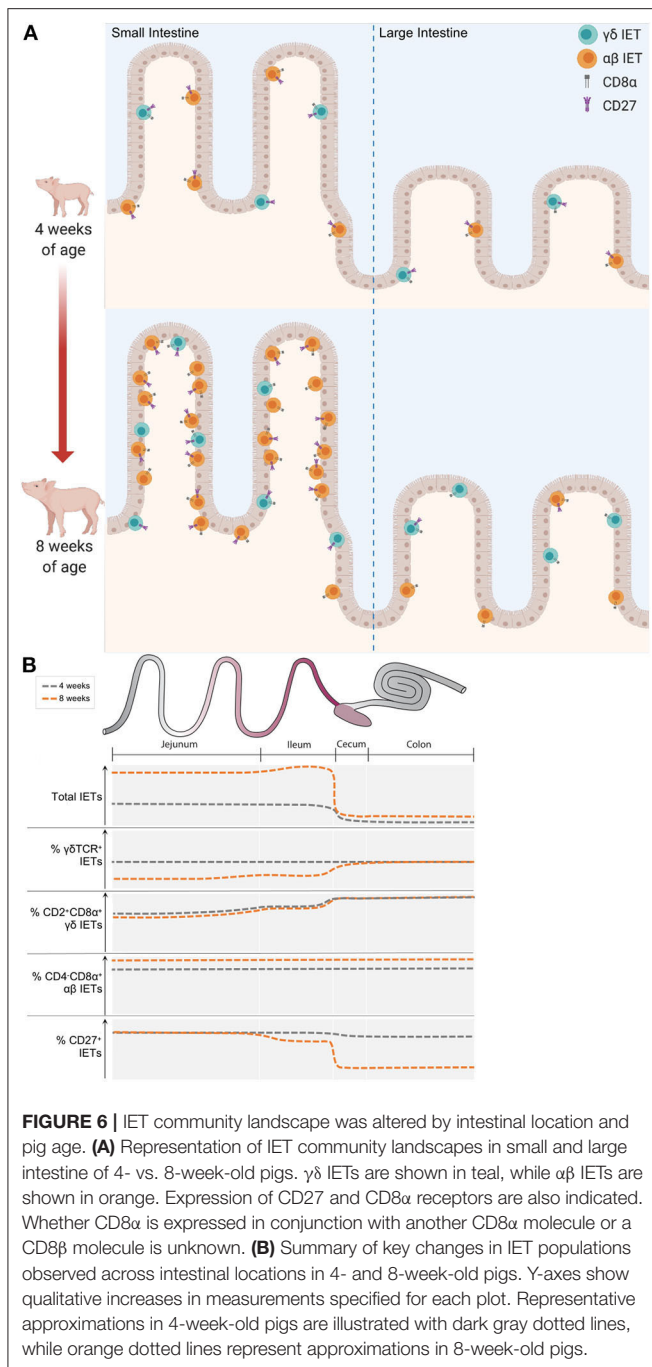 A
Small Intestine
Large Intestine
γδ IET
αβ IET
CD8α
CD27
4 weeks
of age
8 weeks
of age
B
4 weeks
8 weeks
Jejunum
Ileum
Cecum
Colon
Total IETs
% γδTCR⁺
IETs
% CD2⁺CD8α⁺
γδ IETs
% CD4⁻CD8α⁺
αβ IETs
% CD27⁺
IETs
FIGURE 6 | IET community landscape was altered by intestinal location and
pig age. (A) Representation of IET community landscapes in small and large
intestine of 4- vs. 8-week-old pigs. γδ IETs are shown in teal, while αβ IETs are
shown in orange. Expression of CD27 and CD8α receptors are also indicated.
Whether CD8α is expressed in conjunction with another CD8α molecule or a
CD8β molecule is unknown. (B) Summary of key changes in IET populations
observed across intestinal locations in 4- and 8-week-old pigs. Y-axes show
qualitative increases in measurements specified for each plot. Representative
approximations in 4-week-old pigs are illustrated with dark gray dotted lines,
while orange dotted lines represent approximations in 8-week-old pigs.